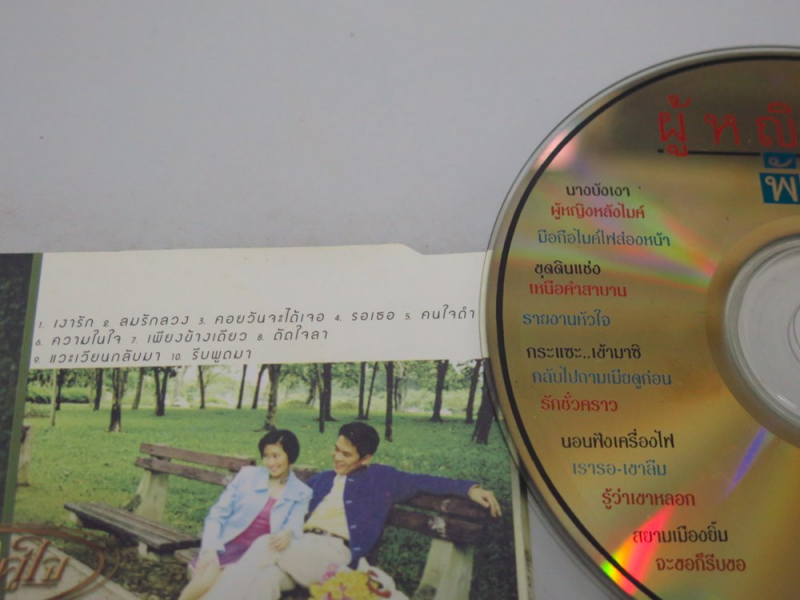 1. เงารัก 2. ลมรักลวง 3. คอยวันจะได้เจอ 4. รอเธอ 5. คนใจดำ
6. ความในใจ 7. เพียงข้างเดียว 8. ตัดใจลา
9. แวะเวียนกลับมา 10. รีบพูดมา
ผู้หญิ
พั
นางบังเงา
ผู้หญิงหลังไมค์
มือถือไมค์ไฟส่องหน้า
ขุดดินแช่ง
เหนือคำสาบาน
รายงานหัวใจ
กระแซะ..เข้ามาซิ
กลับไปถามเมียดูก่อน
รักชั่วคราว
นอนฟังเครื่องไฟ
เรารอ-เขาลืม
รู้ว่าเขาหลอก
สยามเมืองยิ้ม
จะขอก็รีบขอ